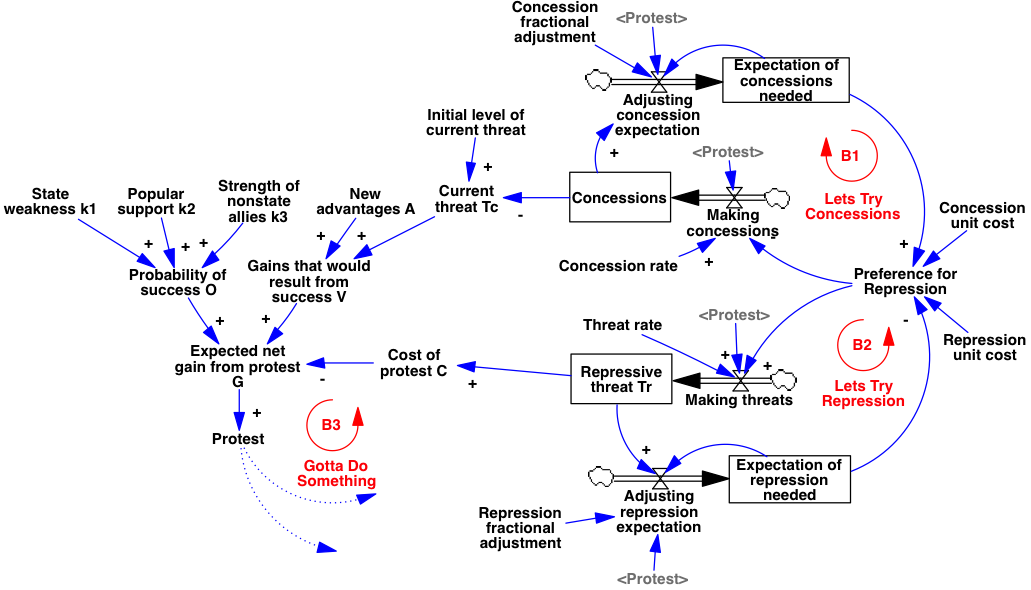 Concession
fractional
adjustment
<Protest>
Expectation of
concessions
needed
Adjusting
concession
expectation
+
B1
Lets Try
Concessions
Initial level of
current threat
+
<Protest>
Current
threat Tc
-
Concessions
Making
concessions
-
Concession rate
+
State
weakness k1
Popular
support k2
Strength of
nonstate
allies k3
New
advantages A
+
+
+
+
+
Probability of
success O
Gains that would
result from
success V
Concession
unit cost
+
Preference for
Repression
-
+
+
Threat rate
<Protest>
B2
Lets Try
Repression
Repression
unit cost
Expected net
gain from protest
G
-
Cost of
protest C
+
Repressive
threat Tr
+
+
Making threats
+
Protest
B3
Gotta Do
Something
+
Expectation of
repression
needed
Adjusting
repression
expectation
Repression
fractional
adjustment
<Protest>